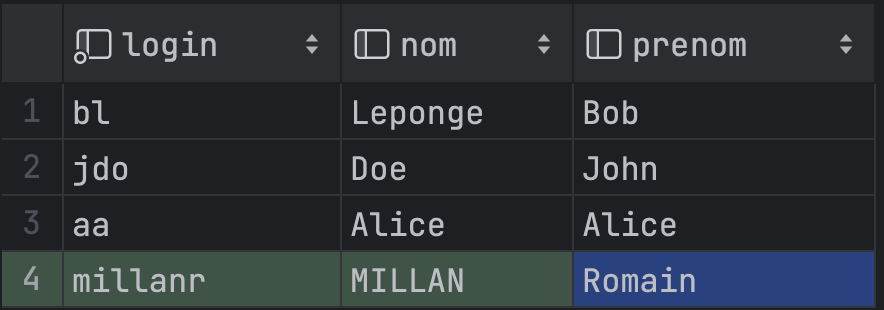 login nom prenom
1 bl Leponge Bob
2 jdo Doe John
3 aa Alice Alice
4 millanr MILLAN Romain